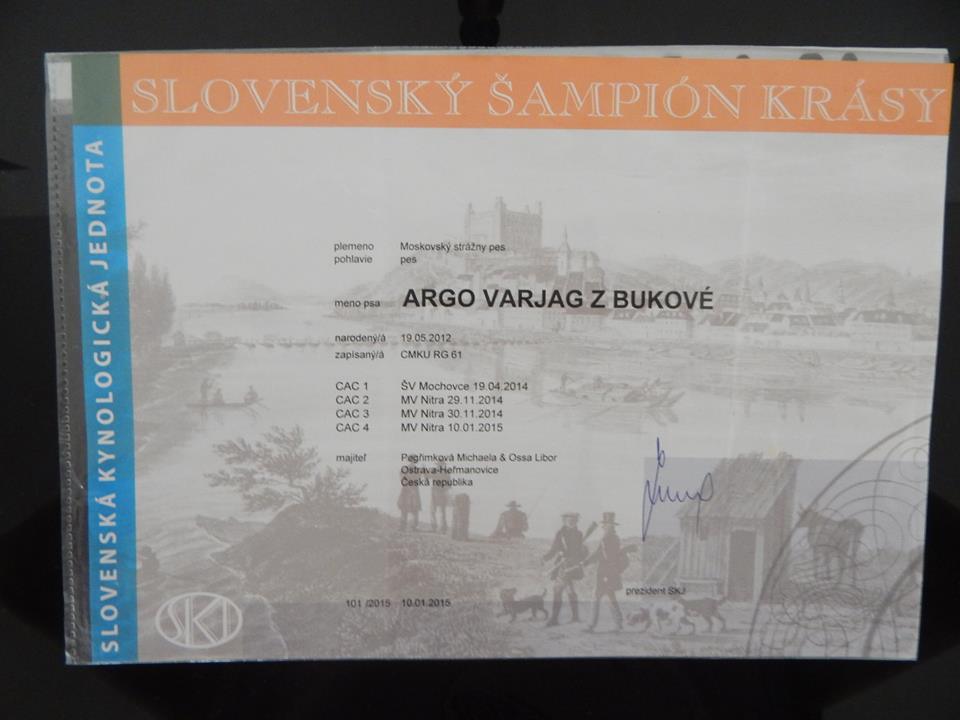 SLOVENSKÝ ŠAMPIÓN KRÁSY
SLOVENSKÁ KYNOLOGICKÁ JEDNOTA
plemeno Moskovský strážny pes
pohlavie pes
meno psa ARGO VARJAG Z BUKOVÉ
narodený/á 19.05.2012
zapísaný/á CMKU RG 61
CAC 1 ŠV Mochovce 19.04.2014
CAC 2 MV Nitra 29.11.2014
CAC 3 MV Nitra 30.11.2014
CAC 4 MV Nitra 10.01.2015
majiteľ Pegřimková Michaela & Ossa Libor
Ostrava-Heřmanovice
Česká republika
prezident SKJ
101 /2015 10.01.2015
SKJ